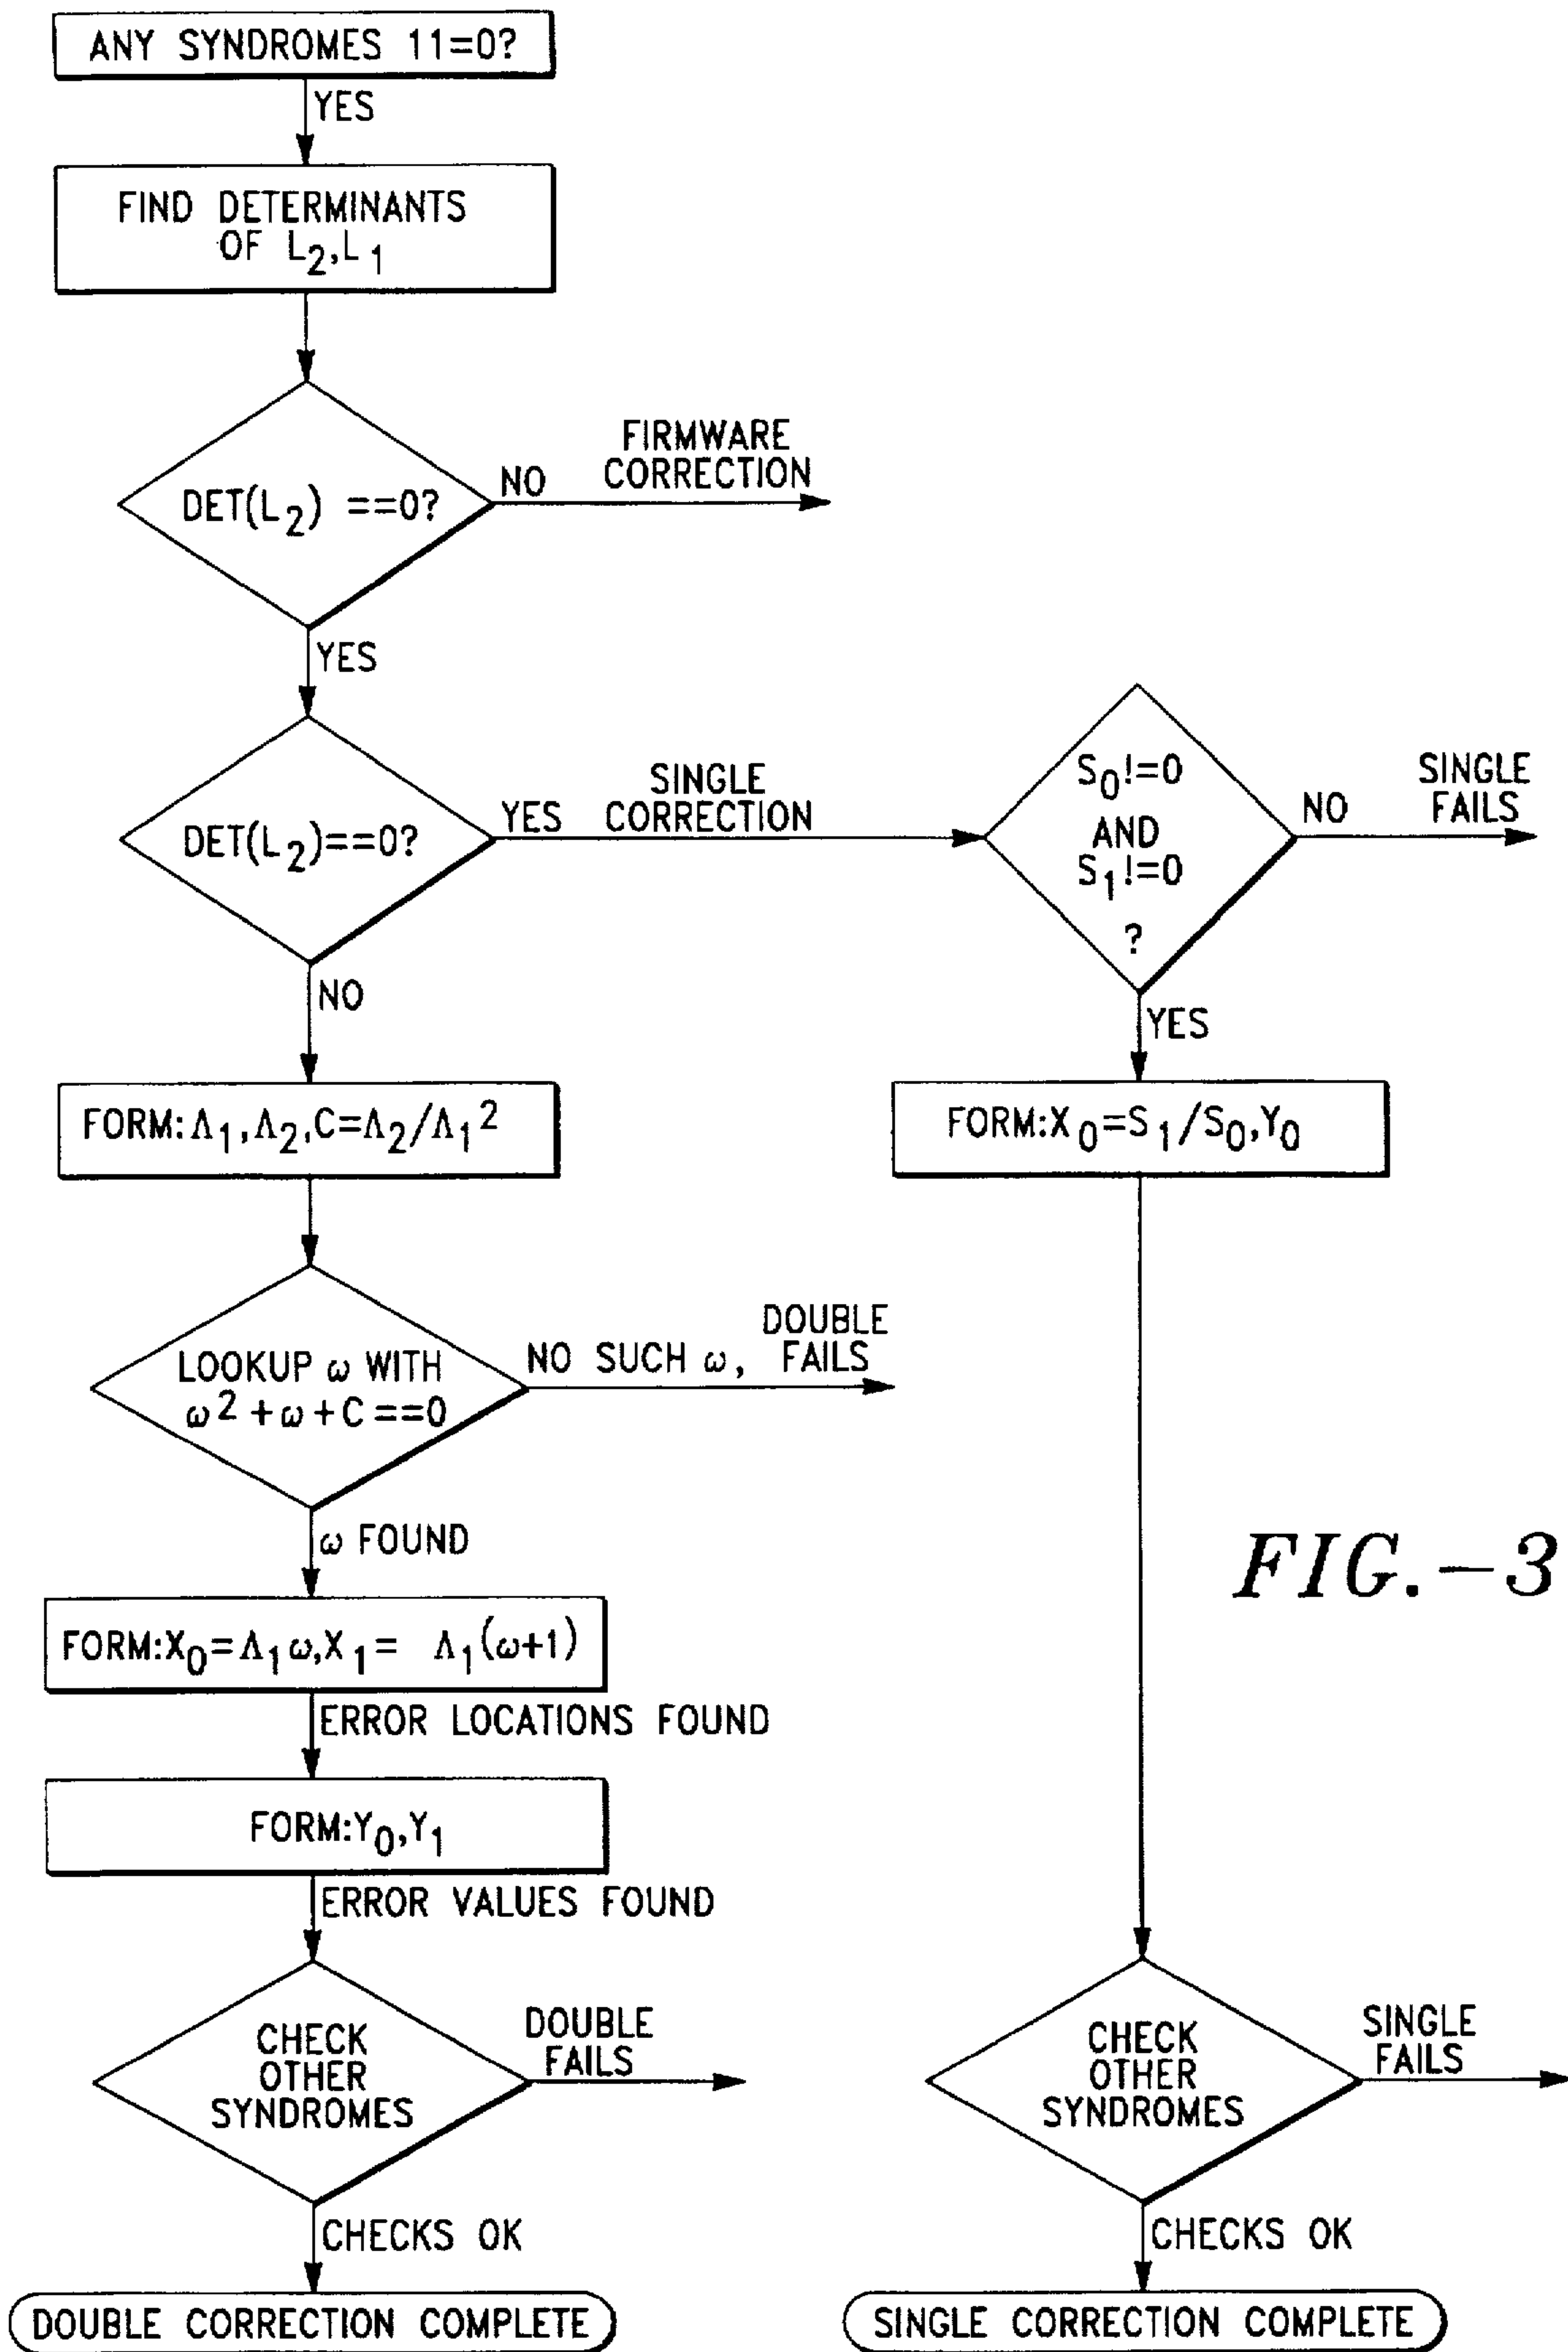 ANY SYNDROMES 11=0?
YES
FIND DETERMINANTS
OF L₂,L₁
DET(L₂) ==0?
NO
FIRMWARE
CORRECTION
YES
DET(L₂)==0?
YES
SINGLE
CORRECTION
S₀!=0
AND
S₁!=0
?
NO
SINGLE
FAILS
NO
YES
FORM:Λ₁,Λ₂,C=Λ₂/Λ₁²
FORM:X₀=S₁/S₀,Y₀
LOOKUP ω WITH
ω²+ω+C==0
NO SUCH ω,
DOUBLE
FAILS
ω FOUND
FORM:X₀=Λ₁ω,X₁= Λ₁(ω+1)
ERROR LOCATIONS FOUND
FORM:Y₀,Y₁
ERROR VALUES FOUND
CHECK
OTHER
SYNDROMES
DOUBLE
FAILS
CHECKS OK
DOUBLE CORRECTION COMPLETE
CHECK
OTHER
SYNDROMES
SINGLE
FAILS
CHECKS OK
SINGLE CORRECTION COMPLETE
FIG.-3